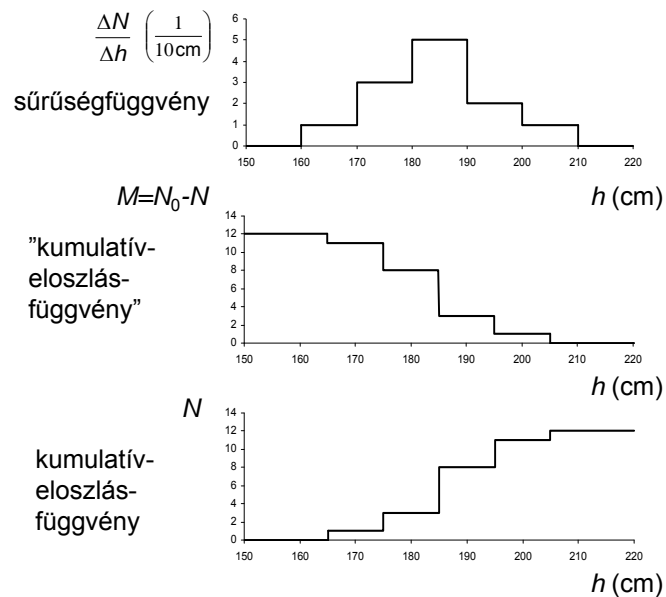 ΔN/Δh (1/10 cm)
sűrűségfüggvény
6
5
4
3
2
1
0
150 160 170 180 190 200 210 220
h (cm)
M=N₀-N
”kumulatív-
eloszlás-
függvény”
14
12
10
8
6
4
2
0
150 160 170 180 190 200 210 220
h (cm)
N
kumulatív-
eloszlás-
függvény
14
12
10
8
6
4
2
0
150 160 170 180 190 200 210 220
h (cm)